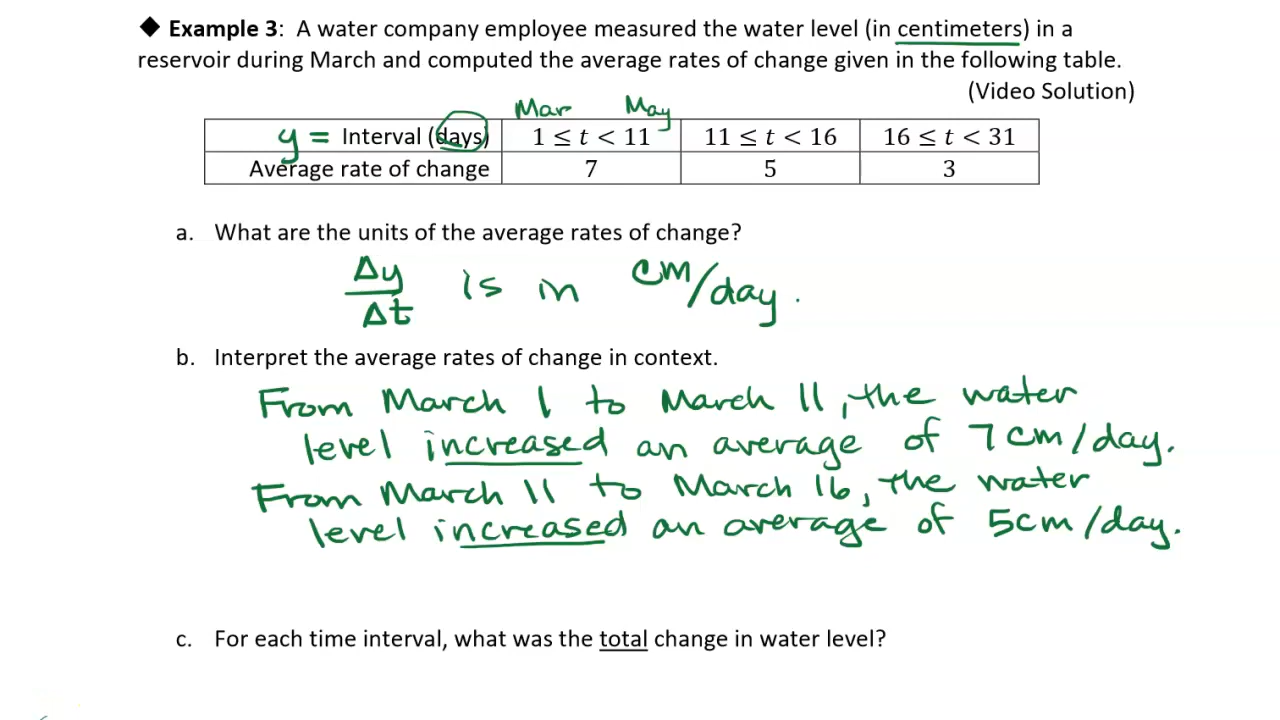 ◆ Example 3: A water company employee measured the water level (in centimeters) in a
reservoir during March and computed the average rates of change given in the following table.
(Video Solution)
Mar May
y = Interval (days) 1 ≤ t < 11 11 ≤ t < 16 16 ≤ t < 31
Average rate of change 7 5 3
a. What are the units of the average rates of change?
Δy/Δt is in cm/day.
b. Interpret the average rates of change in context.
From March 1 to March 11, the water
level increased an average of 7cm/day.
From March 11 to March 16, the water
level increased an average of 5cm/day.
c. For each time interval, what was the total change in water level?